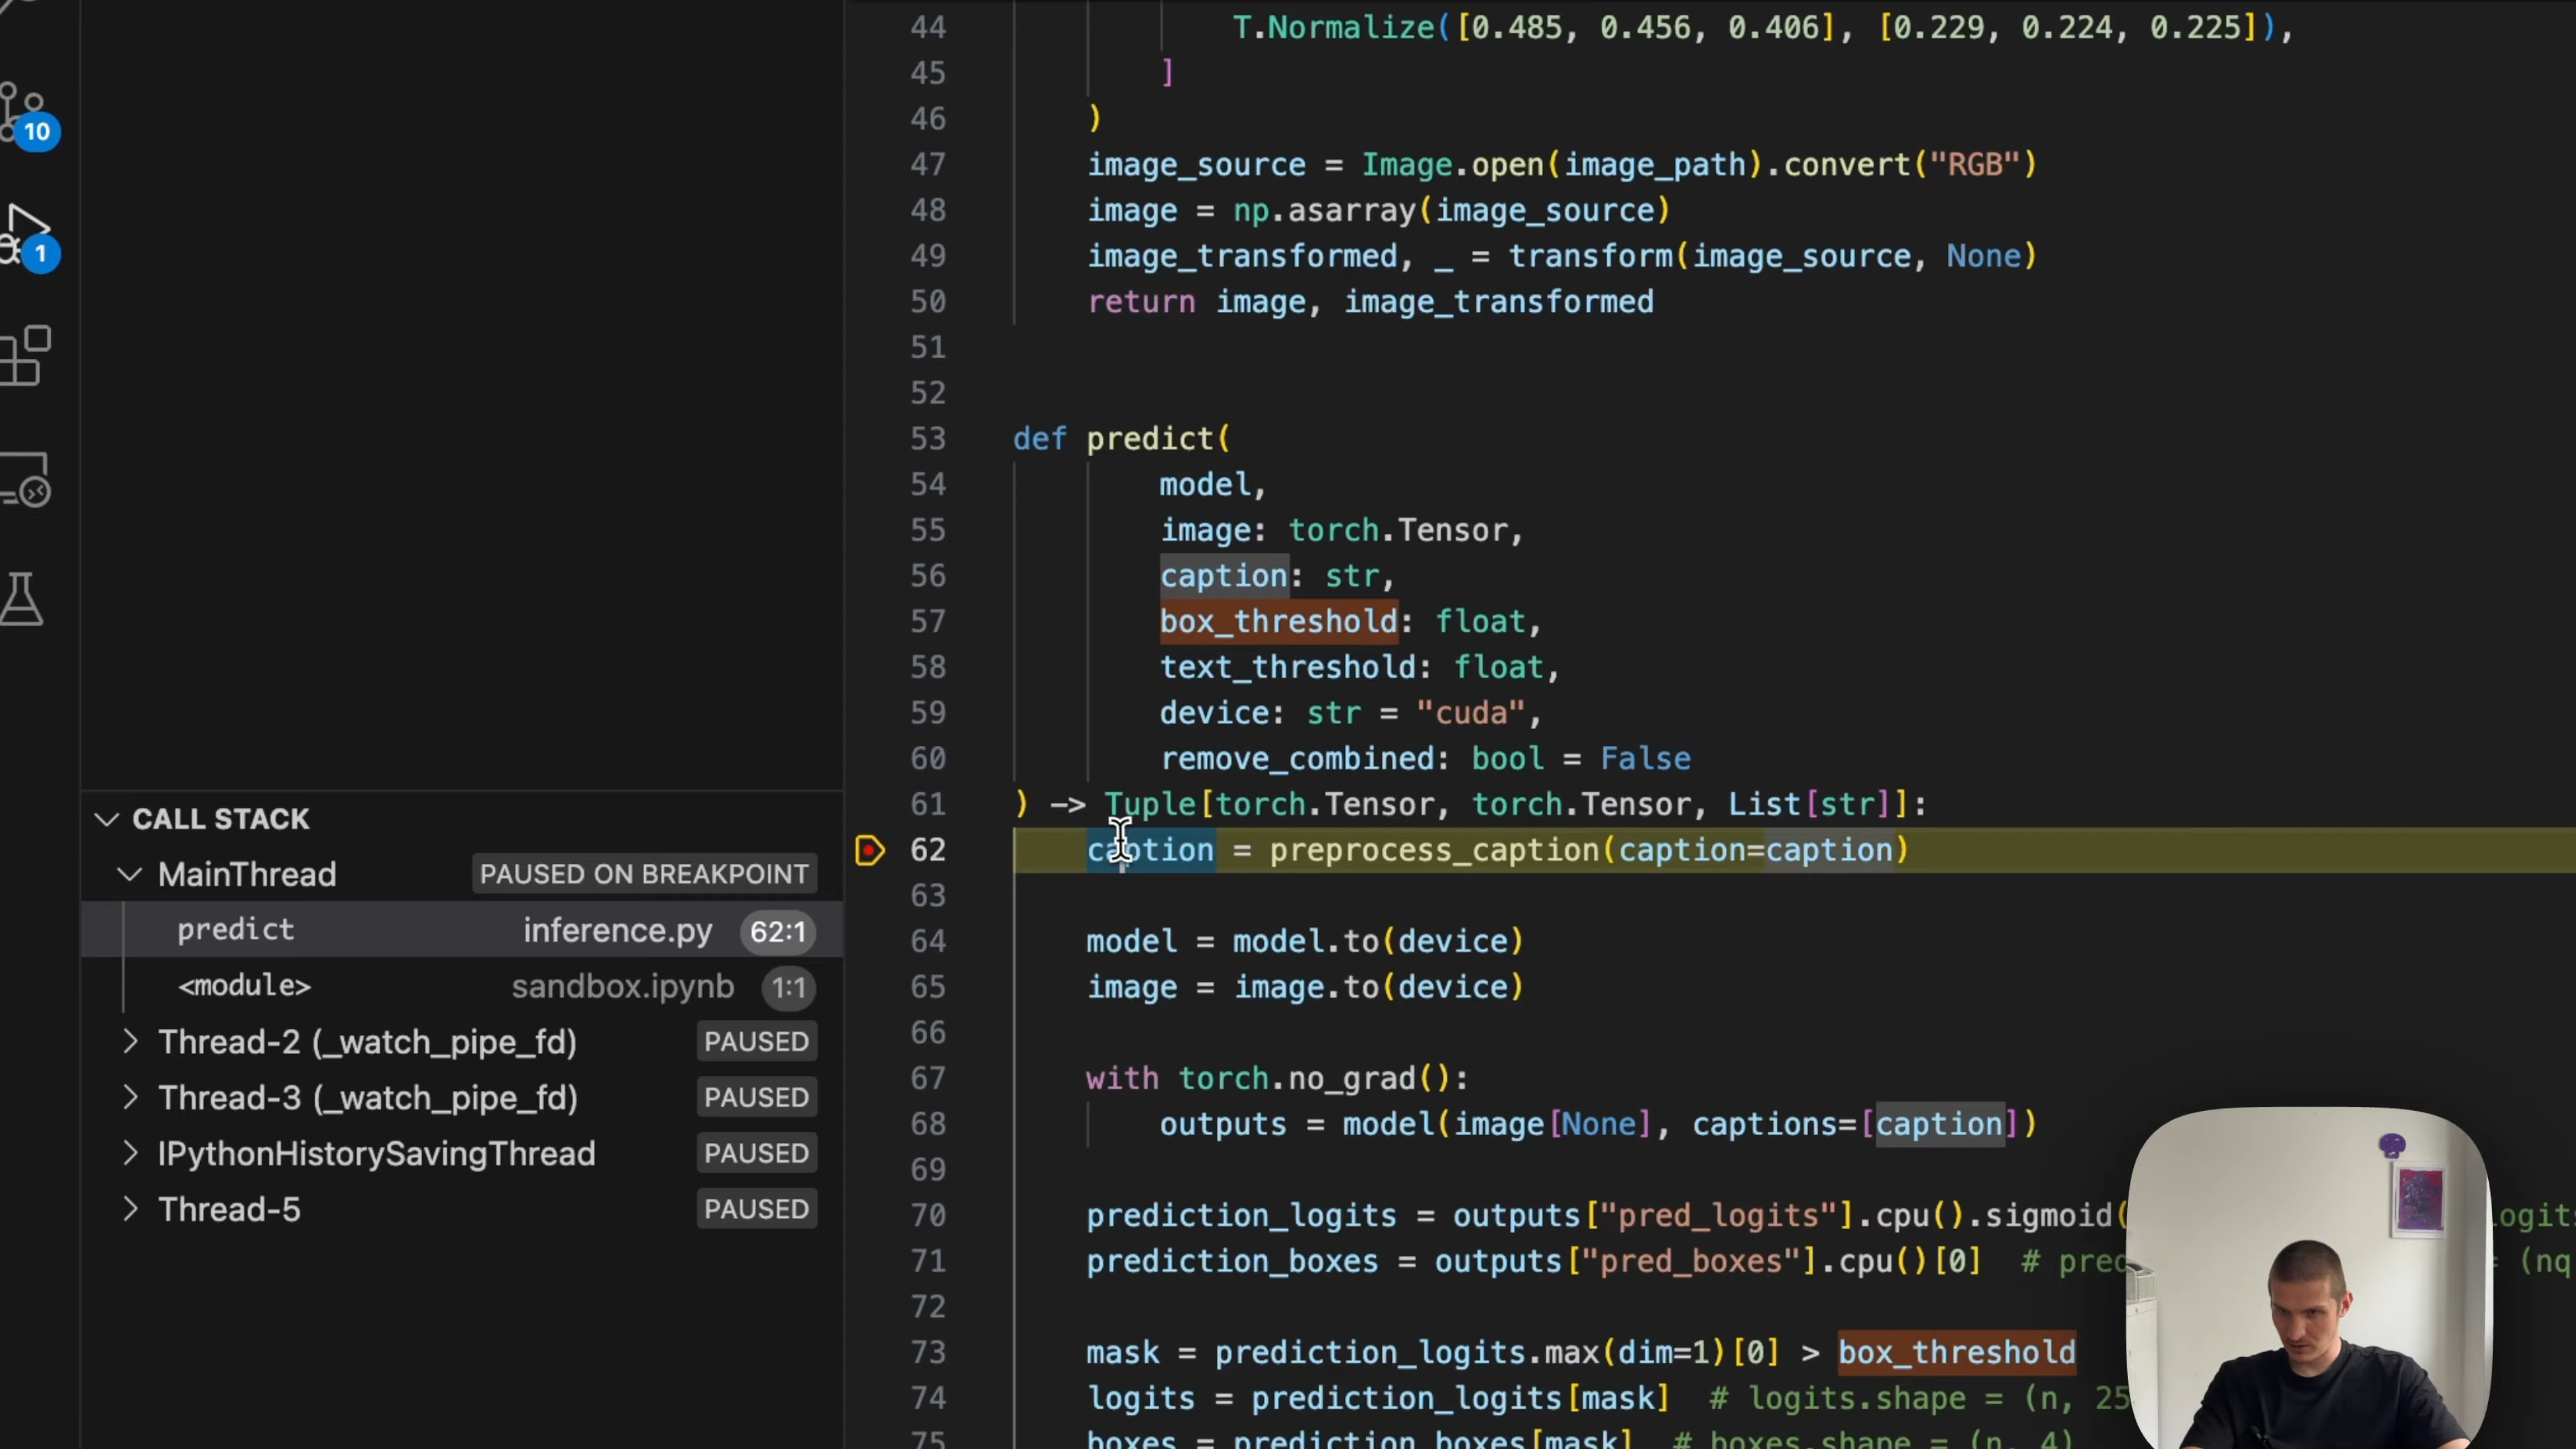 10
1
CALL STACK
MainThread PAUSED ON BREAKPOINT
predict inference.py 62:1
<module> sandbox.ipynb 1:1
Thread-2 (_watch_pipe_fd) PAUSED
Thread-3 (_watch_pipe_fd) PAUSED
IPythonHistorySavingThread PAUSED
Thread-5 PAUSED
44 T.Normalize([0.485, 0.456, 0.406], [0.229, 0.224, 0.225]),
45 ]
46 )
47 image_source = Image.open(image_path).convert("RGB")
48 image = np.asarray(image_source)
49 image_transformed, _ = transform(image_source, None)
50 return image, image_transformed
51
52
53 def predict(
54 model,
55 image: torch.Tensor,
56 caption: str,
57 box_threshold: float,
58 text_threshold: float,
59 device: str = "cuda",
60 remove_combined: bool = False
61 ) -> Tuple[torch.Tensor, torch.Tensor, List[str]]:
62 caption = preprocess_caption(caption=caption)
63
64 model = model.to(device)
65 image = image.to(device)
66
67 with torch.no_grad():
68 outputs = model(image[None], captions=[caption])
69
70 prediction_logits = outputs["pred_logits"].cpu().sigmoid(
71 prediction_boxes = outputs["pred_boxes"].cpu()[0] # pred = (nq
72
73 mask = prediction_logits.max(dim=1)[0] > box_threshold
74 logits = prediction_logits[mask] # logits.shape = (n, 25
75 boxes = prediction_boxes[mask] # boxes.shape = (n, 4)